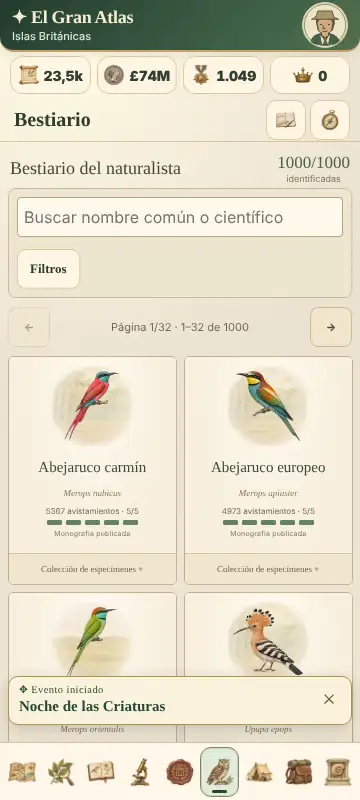 ✦ El Gran Atlas
Islas Británicas
23,5k
£74M
1.049
0
Bestiario
Bestiario del naturalista
1000/1000
identificadas
Buscar nombre común o científico
Filtros
←
Página 1/32 · 1–32 de 1000
→
Abejaruco carmín
Merops nubicus
5367 avistamientos · 5/5
Monografía publicada
Colección de especímenes +
Abejaruco europeo
Merops apiaster
4973 avistamientos · 5/5
Monografía publicada
Colección de especímenes +
✥ Evento iniciado
Noche de las Criaturas
×
Merops orientalis
Upupa epops